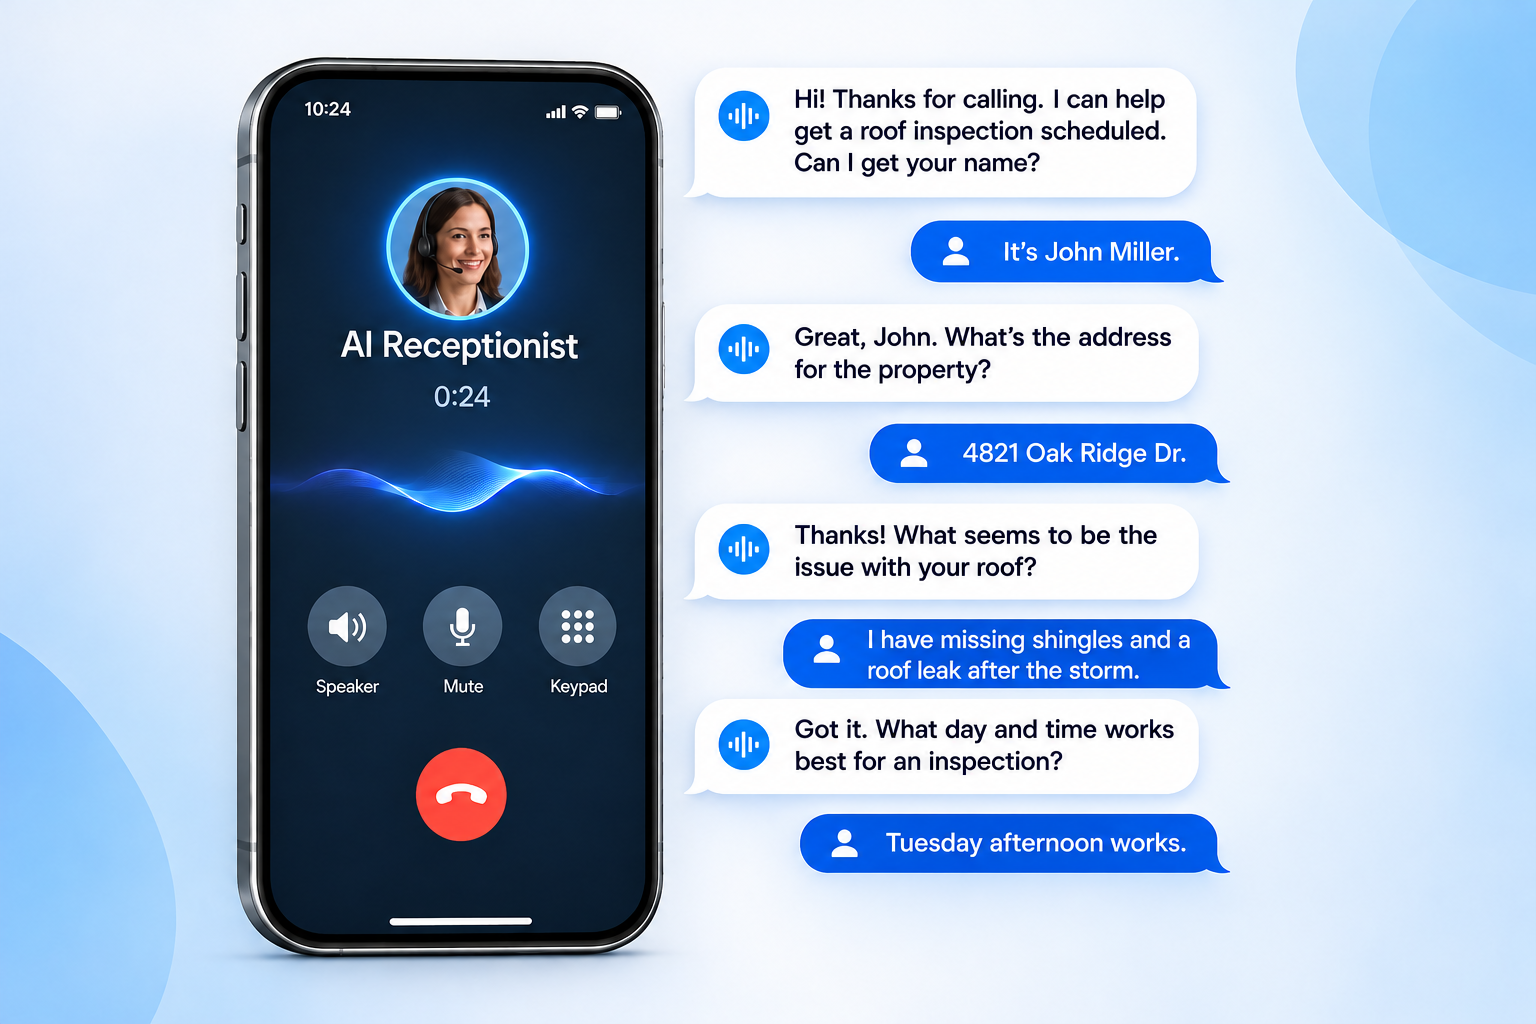 10:24
AI Receptionist
0:24
Speaker
Mute
Keypad
Hi! Thanks for calling. I can help
get a roof inspection scheduled.
Can I get your name?
It’s John Miller.
Great, John. What’s the address
for the property?
4821 Oak Ridge Dr.
Thanks! What seems to be the
issue with your roof?
I have missing shingles and a
roof leak after the storm.
Got it. What day and time works
best for an inspection?
Tuesday afternoon works.